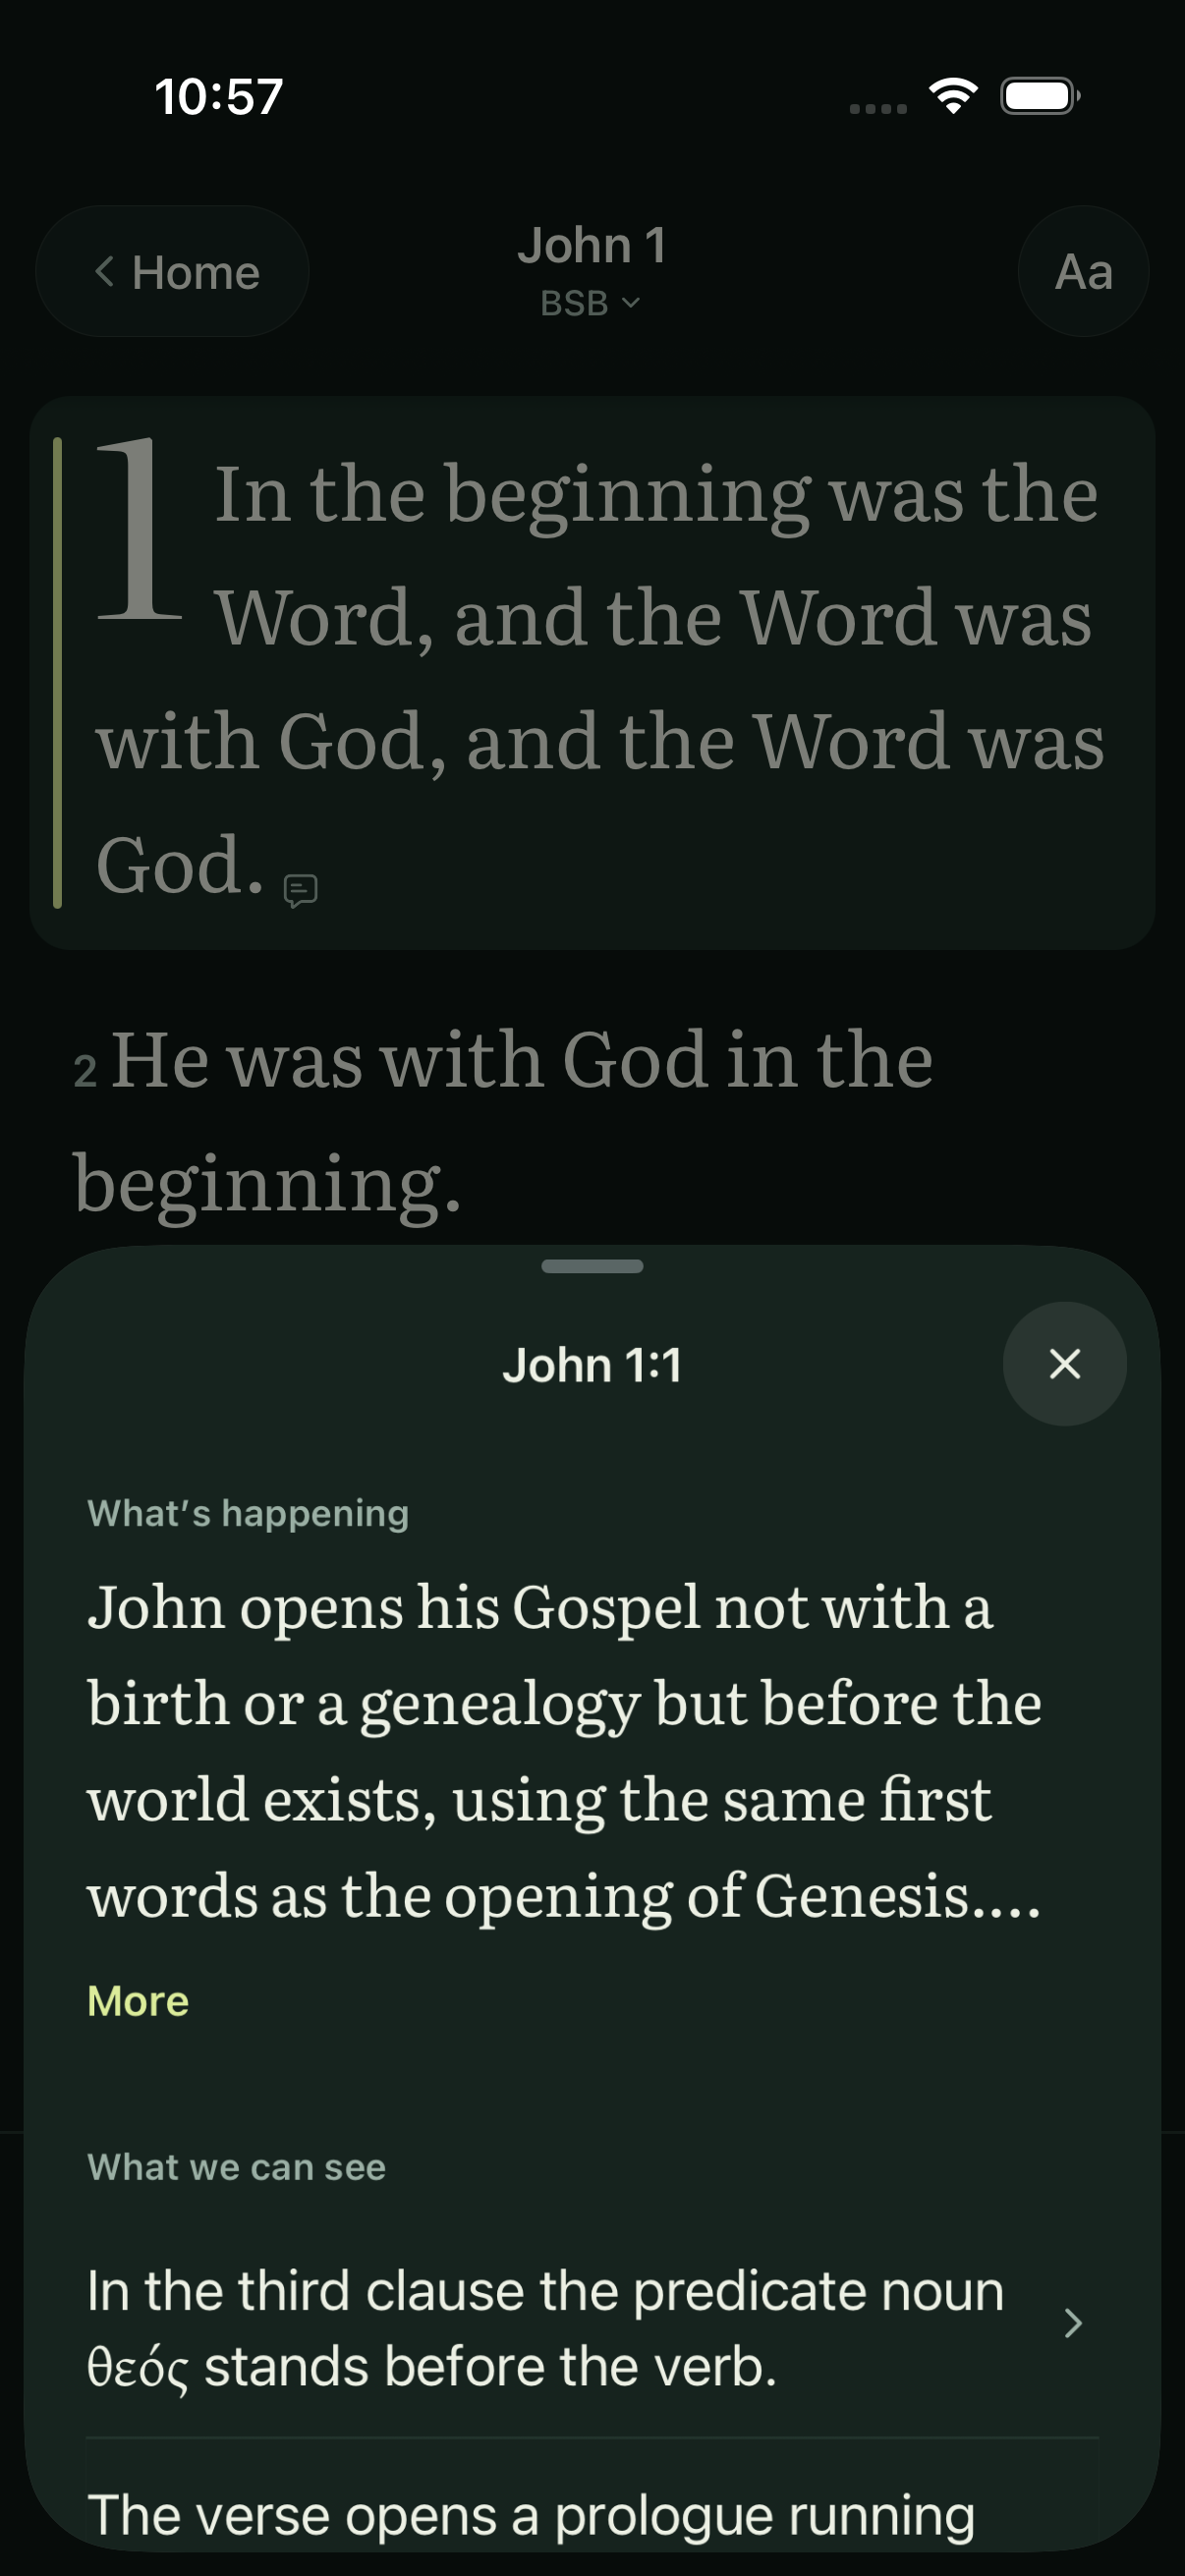 10:57
Home
John 1
BSB
Aa
1 In the beginning was the
Word, and the Word was
with God, and the Word was
God.
2 He was with God in the
beginning.
John 1:1
What’s happening
John opens his Gospel not with a
birth or a genealogy but before the
world exists, using the same first
words as the opening of Genesis....
More
What we can see
In the third clause the predicate noun
θεός stands before the verb.
The verse opens a prologue running